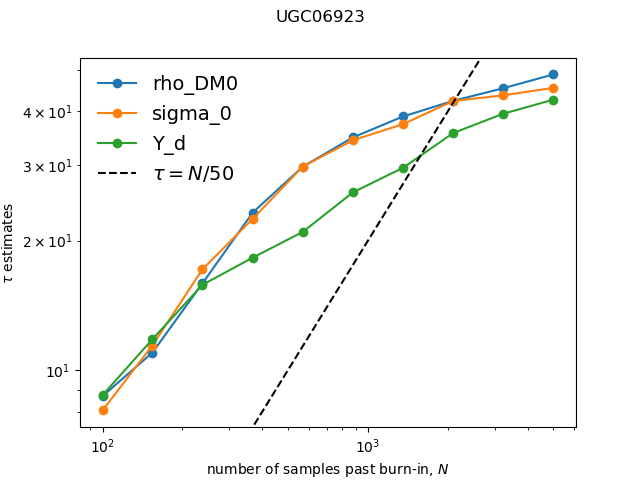 UGC06923
rho_DM0
sigma_0
Y_d
τ = N/50
4 × 10¹
3 × 10¹
2 × 10¹
10¹
τ estimates
10² 10³
number of samples past burn-in, N